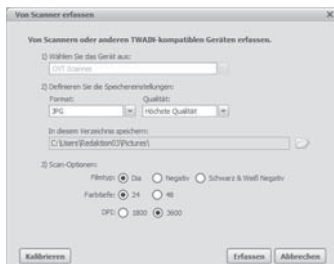 Von Scanner erfassen
Von Scannern oder anderen TWAIN-kompatiblen Geräten erfassen.
1) Wählen Sie das Gerät aus:
OVT Scanner
2) Definieren Sie die Speichereinstellungen:
Format: Qualität:
JPG Höchste Qualität
In diesem Verzeichnis speichern:
C:\Users\Redaktion03\Pictures\
3) Scan-Optionen:
Filmtyp: Dia Negativ Schwarz & Weiß Negativ
Farbtiefe: 24 48
DPI: 1800 3600
Kalibrieren Erfassen Abbrechen